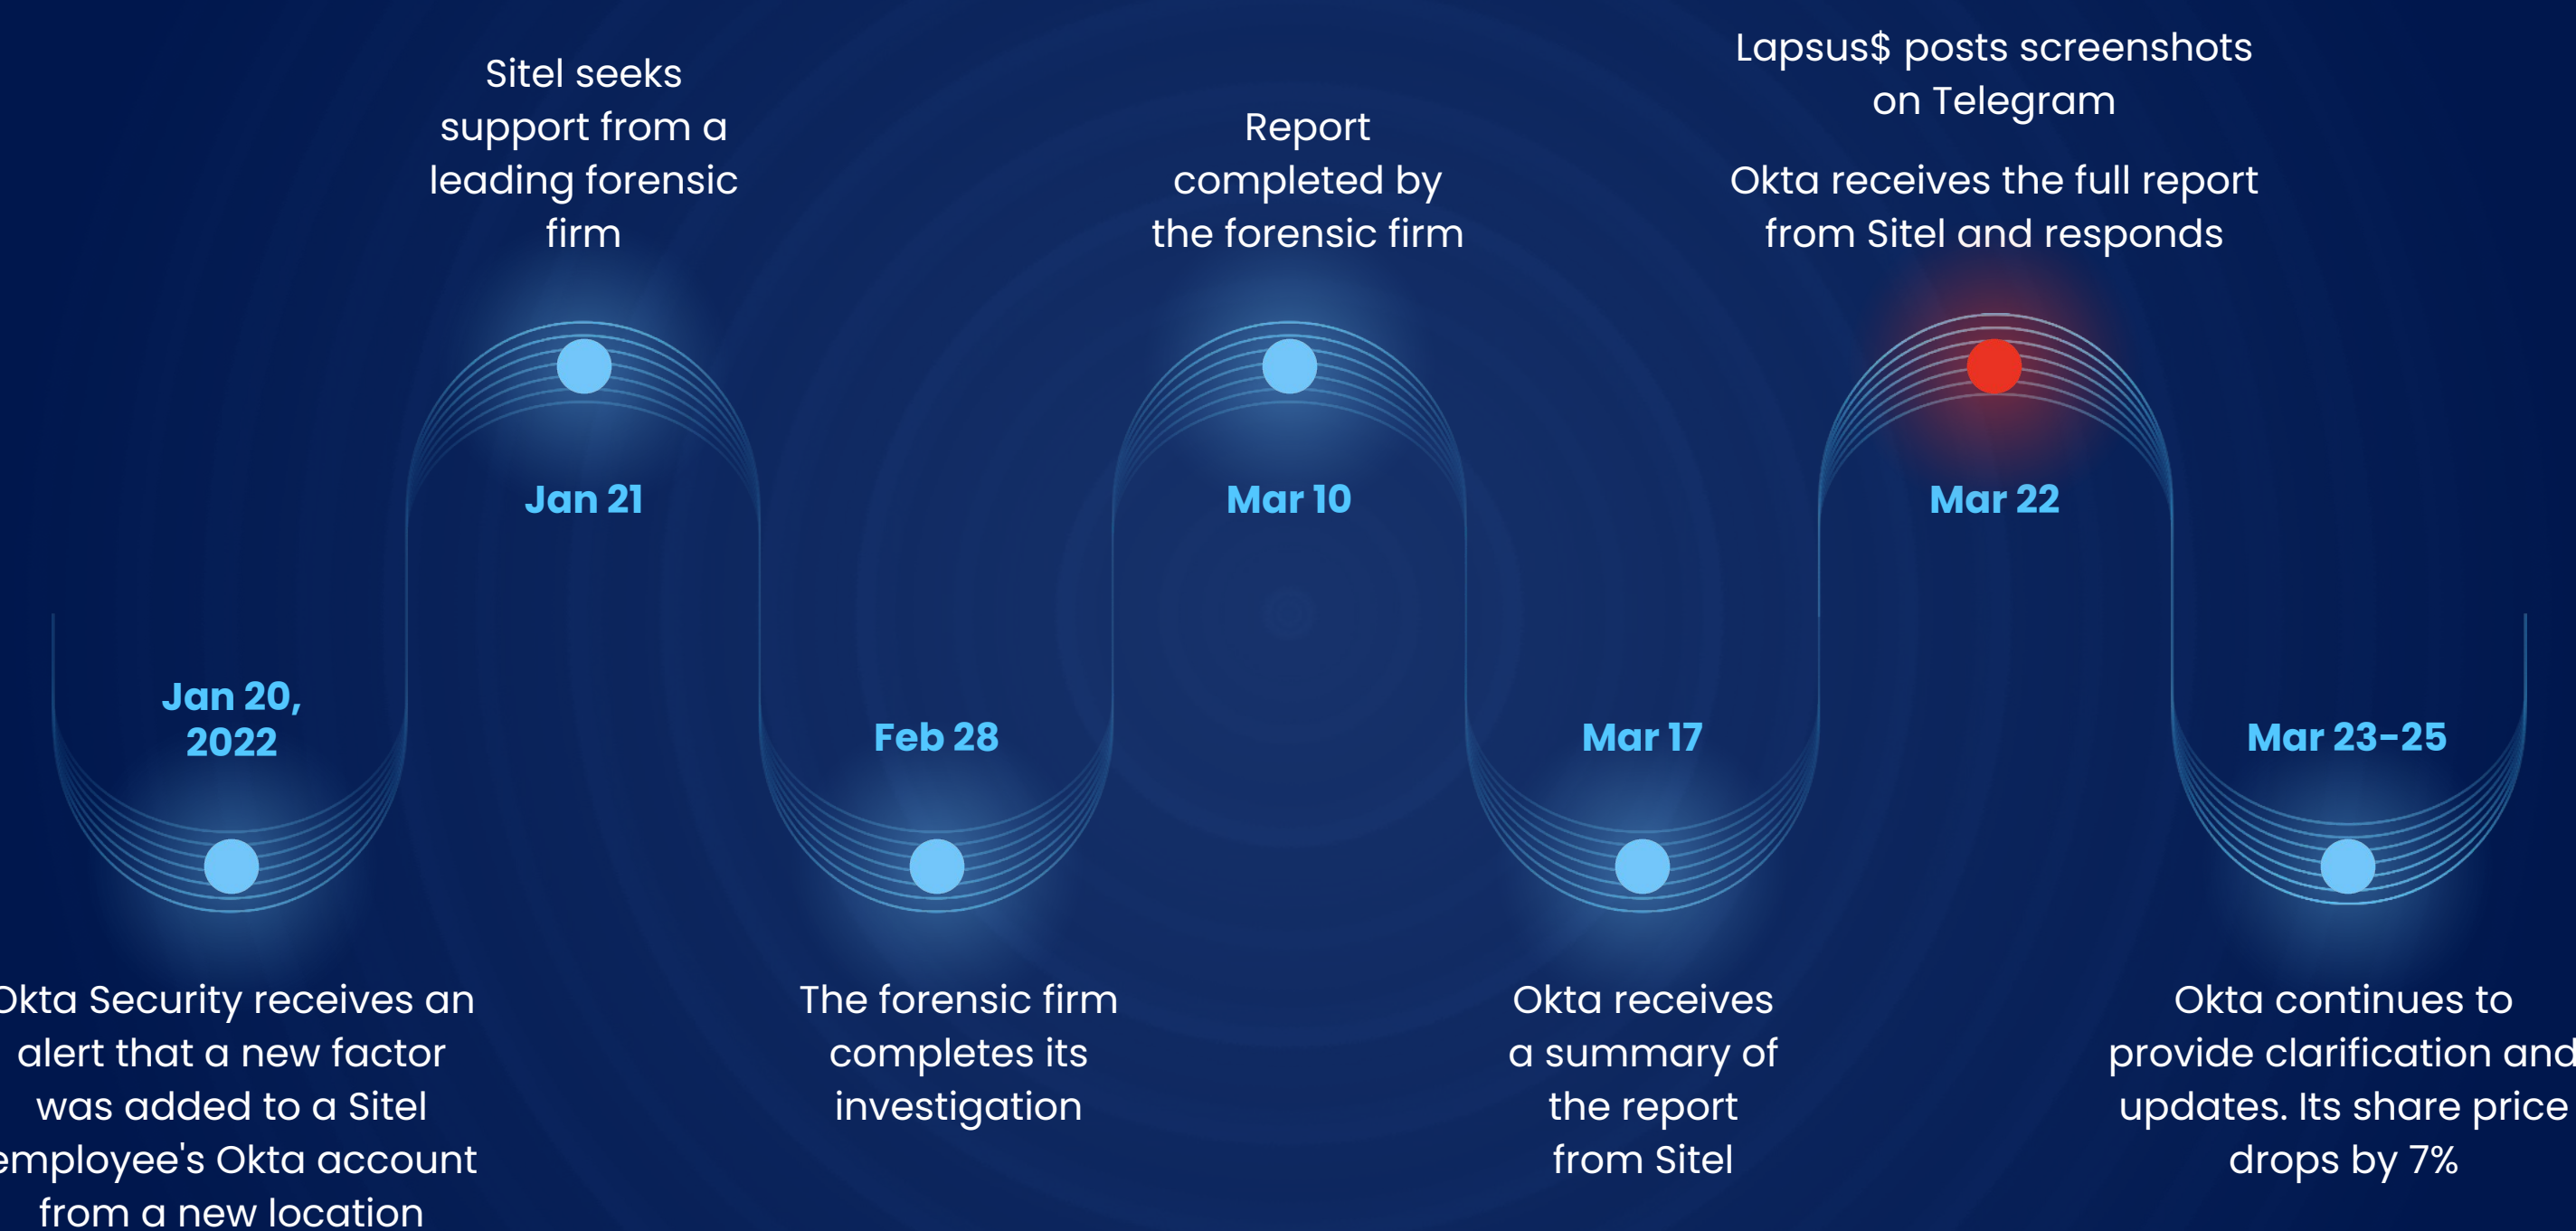 Jan 20,
2022
Okta Security receives an
alert that a new factor
was added to a Sitel
employee's Okta account
from a new location
Sitel seeks
support from a
leading forensic
firm
Jan 21
Feb 28
The forensic firm
completes its
investigation
Report
completed by
the forensic firm
Mar 10
Mar 17
Okta receives
a summary of
the report
from Sitel
Lapsus$ posts screenshots
on Telegram
Okta receives the full report
from Sitel and responds
Mar 22
Mar 23-25
Okta continues to
provide clarification and
updates. Its share price
drops by 7%